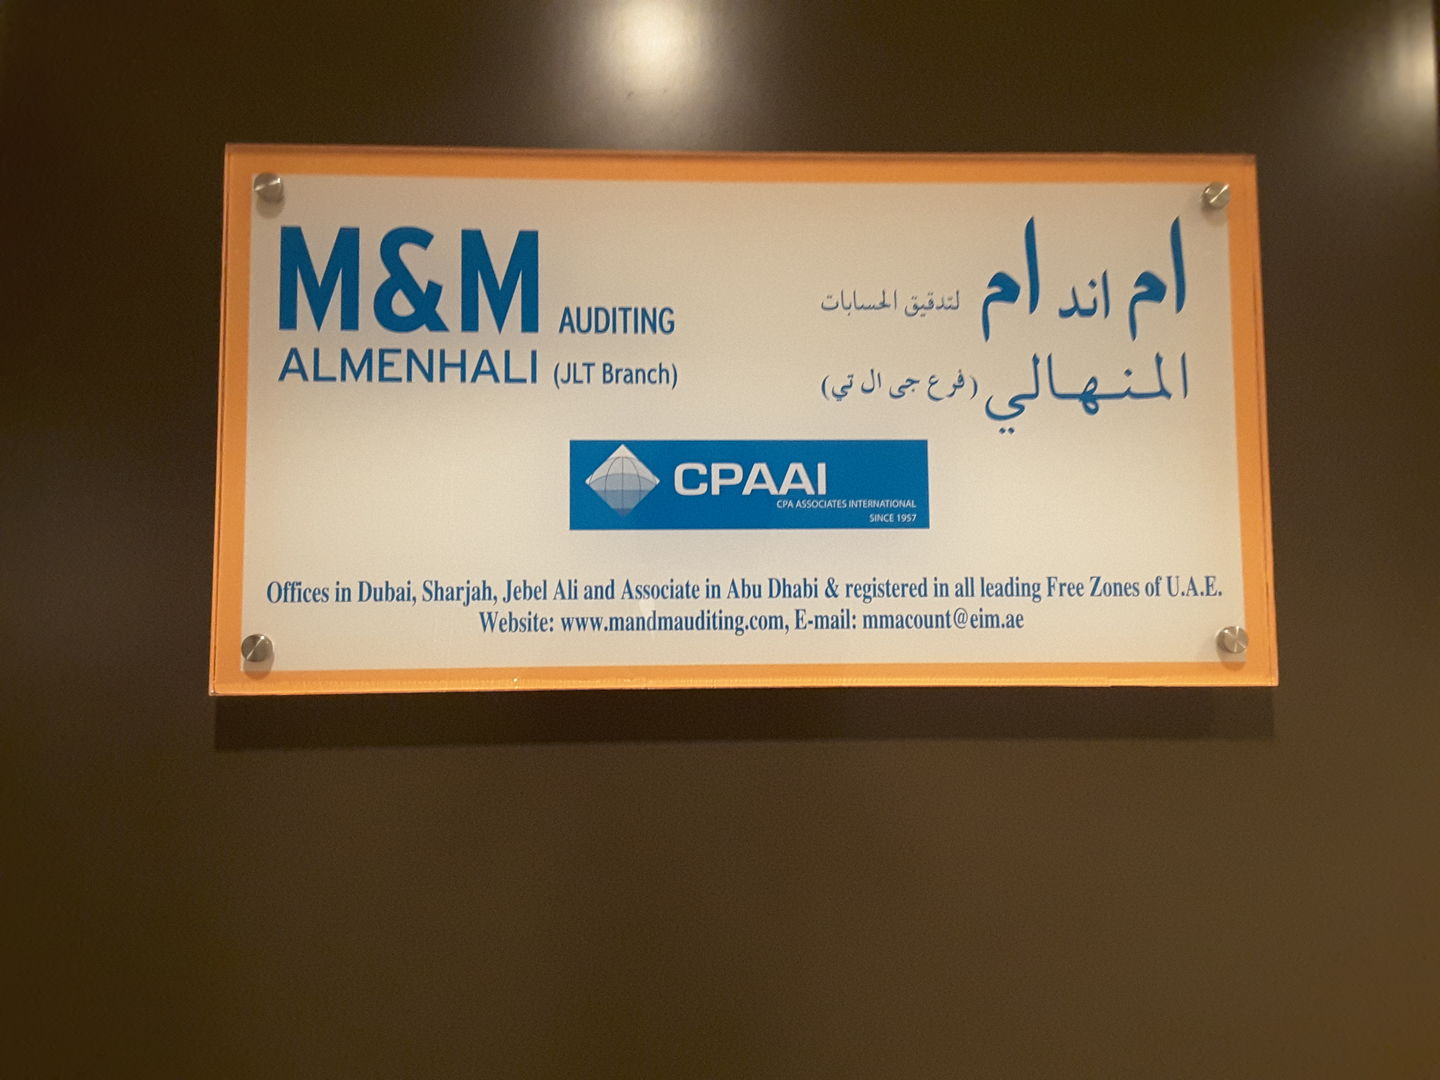 M&M AUDITING
ALMENHALI (JLT Branch)
ام اند ام لتدقيق الحسابات
المنهالي (فرع جى ال تي)
CPAAI
CPA ASSOCIATES INTERNATIONAL
SINCE 1957
Offices in Dubai, Sharjah, Jebel Ali and Associate in Abu Dhabi & registered in all leading Free Zones of U.A.E.
Website: www.mandmauditing.com, E-mail: mmacount@eim.ae